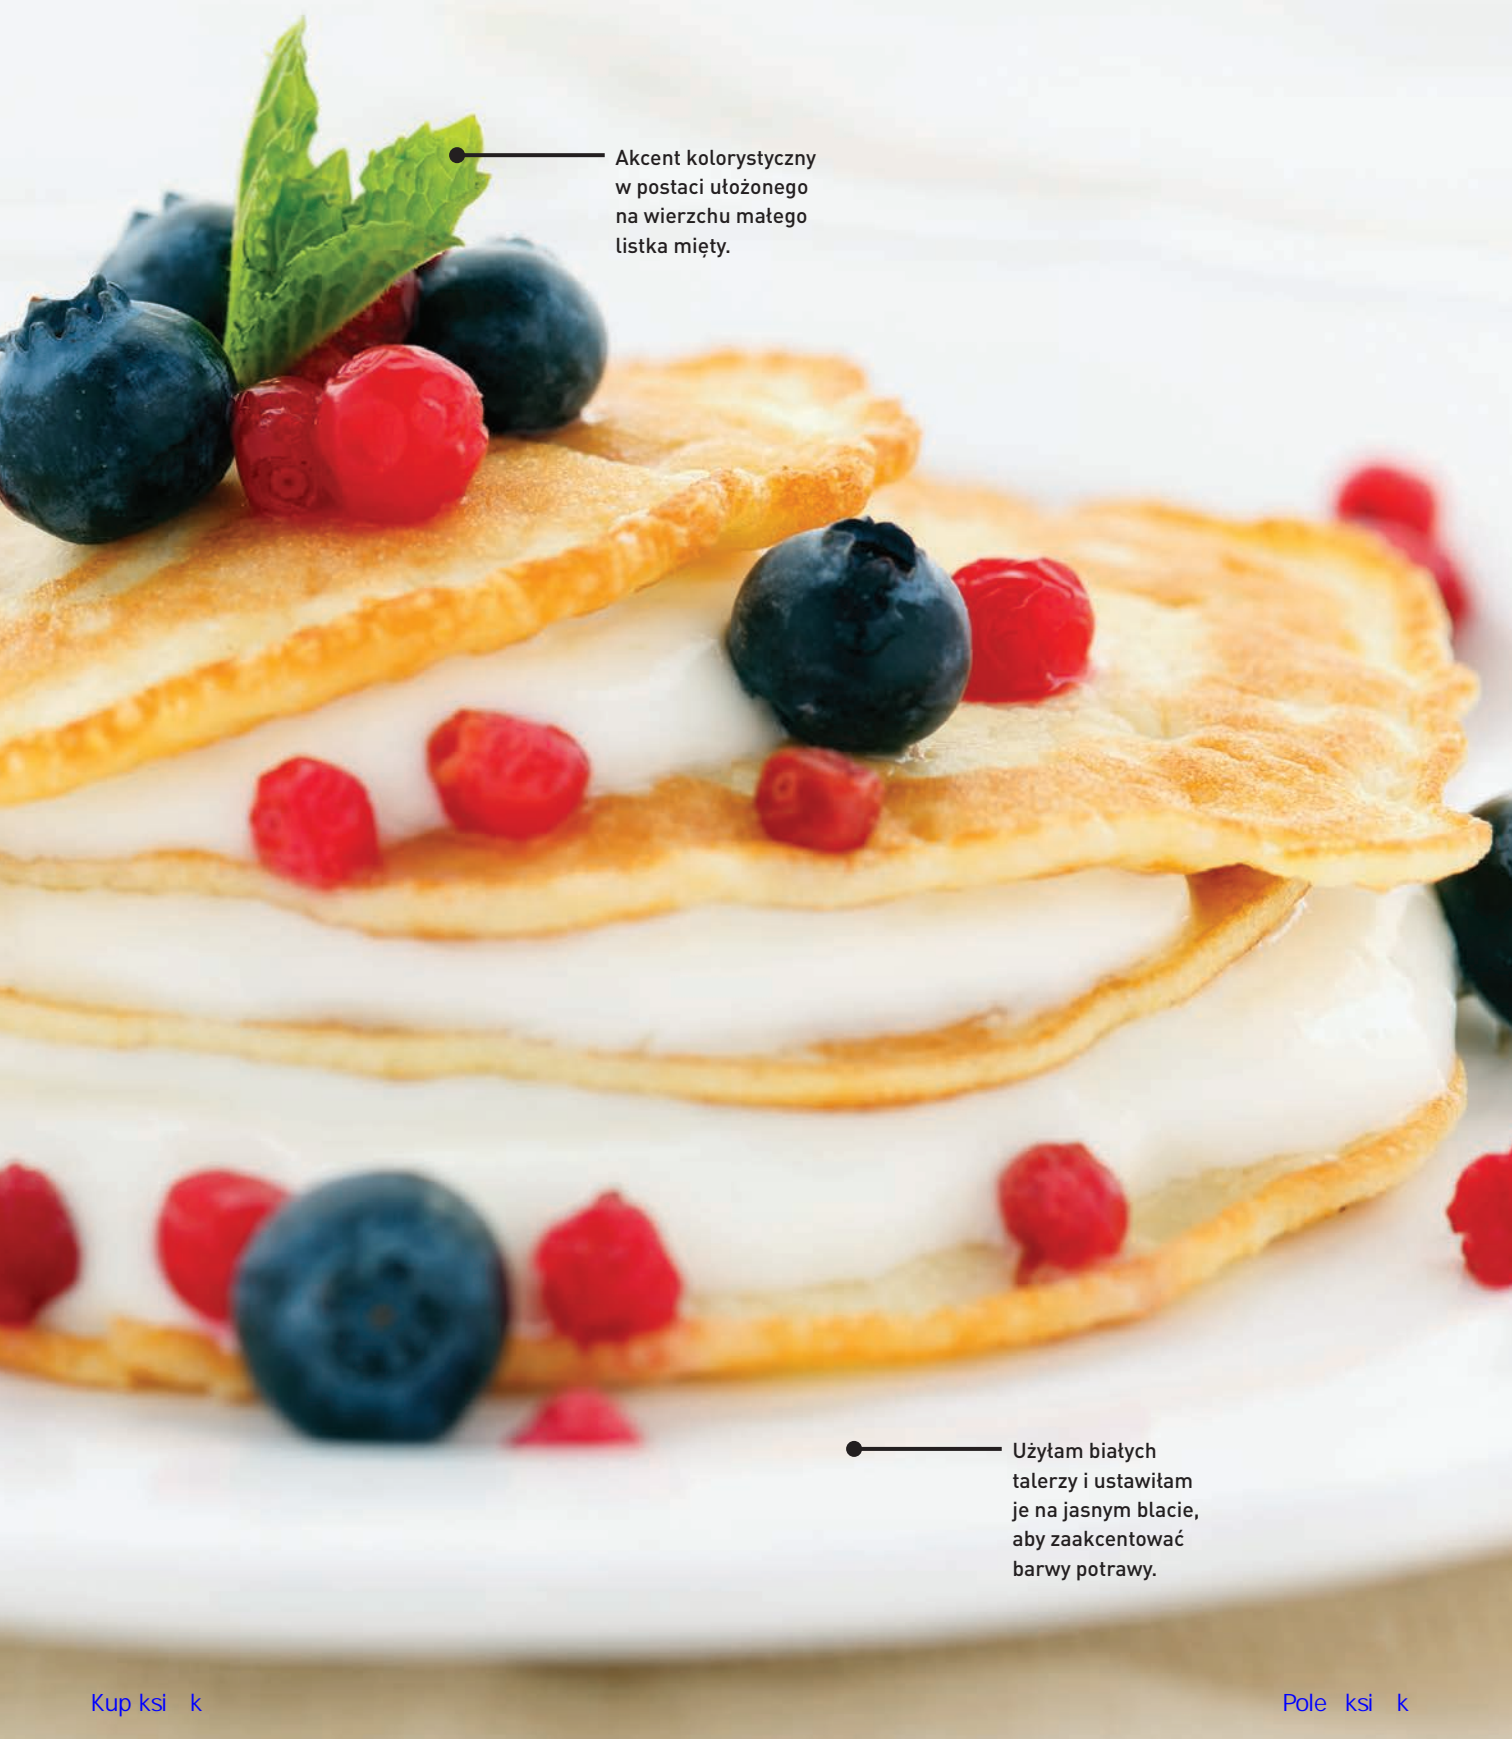 Akcent kolorystyczny
w postaci ułożonego
na wierzchu małego
listka mięty.
Użyłam białych
talerzy i ustawiłam
je na jasnym blacie,
aby zaakcentować
barwy potrawy.
Kup ksi k
Pole ksi k